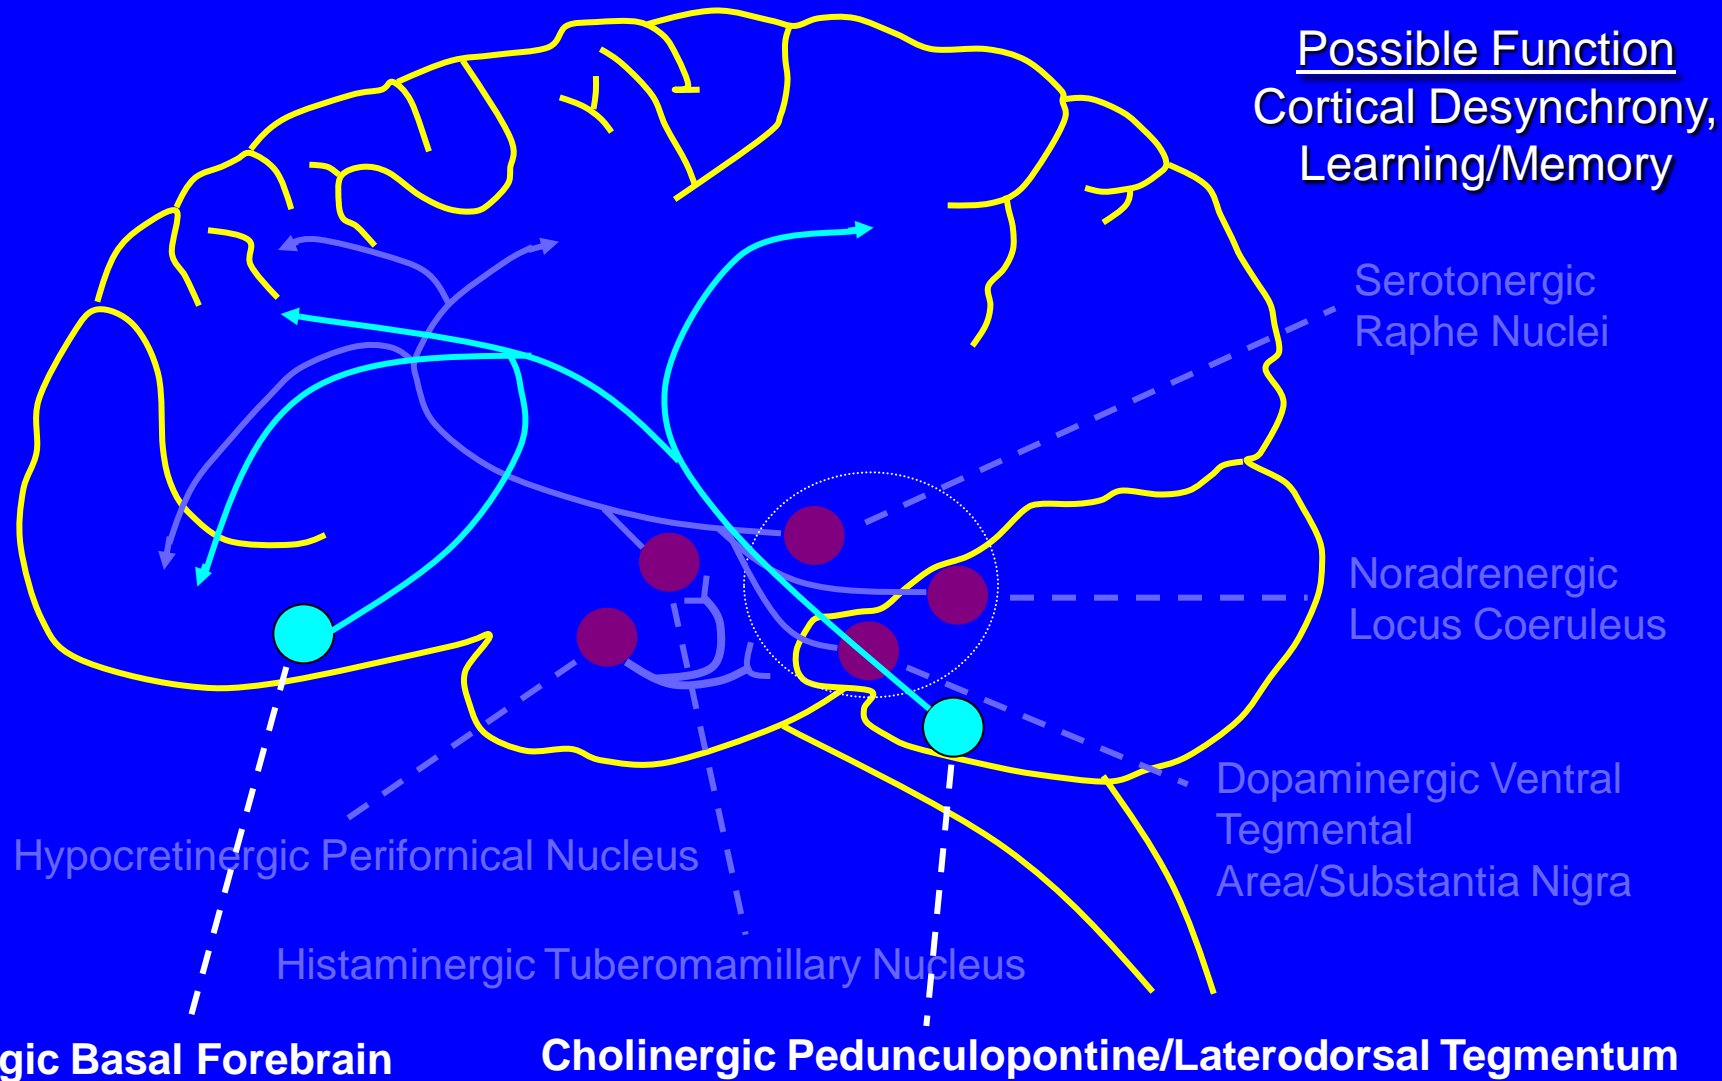 Possible Function
Cortical Desynchrony,
Learning/Memory
Serotonergic
Raphe Nuclei
Noradrenergic
Locus Coeruleus
Dopaminergic Ventral
Tegmental
Area/Substantia Nigra
Hypocretinergic Perifornical Nucleus
Histaminergic Tuberomamillary Nucleus
gic Basal Forebrain
Cholinergic Pedunculopontine/Laterodorsal Tegmentum